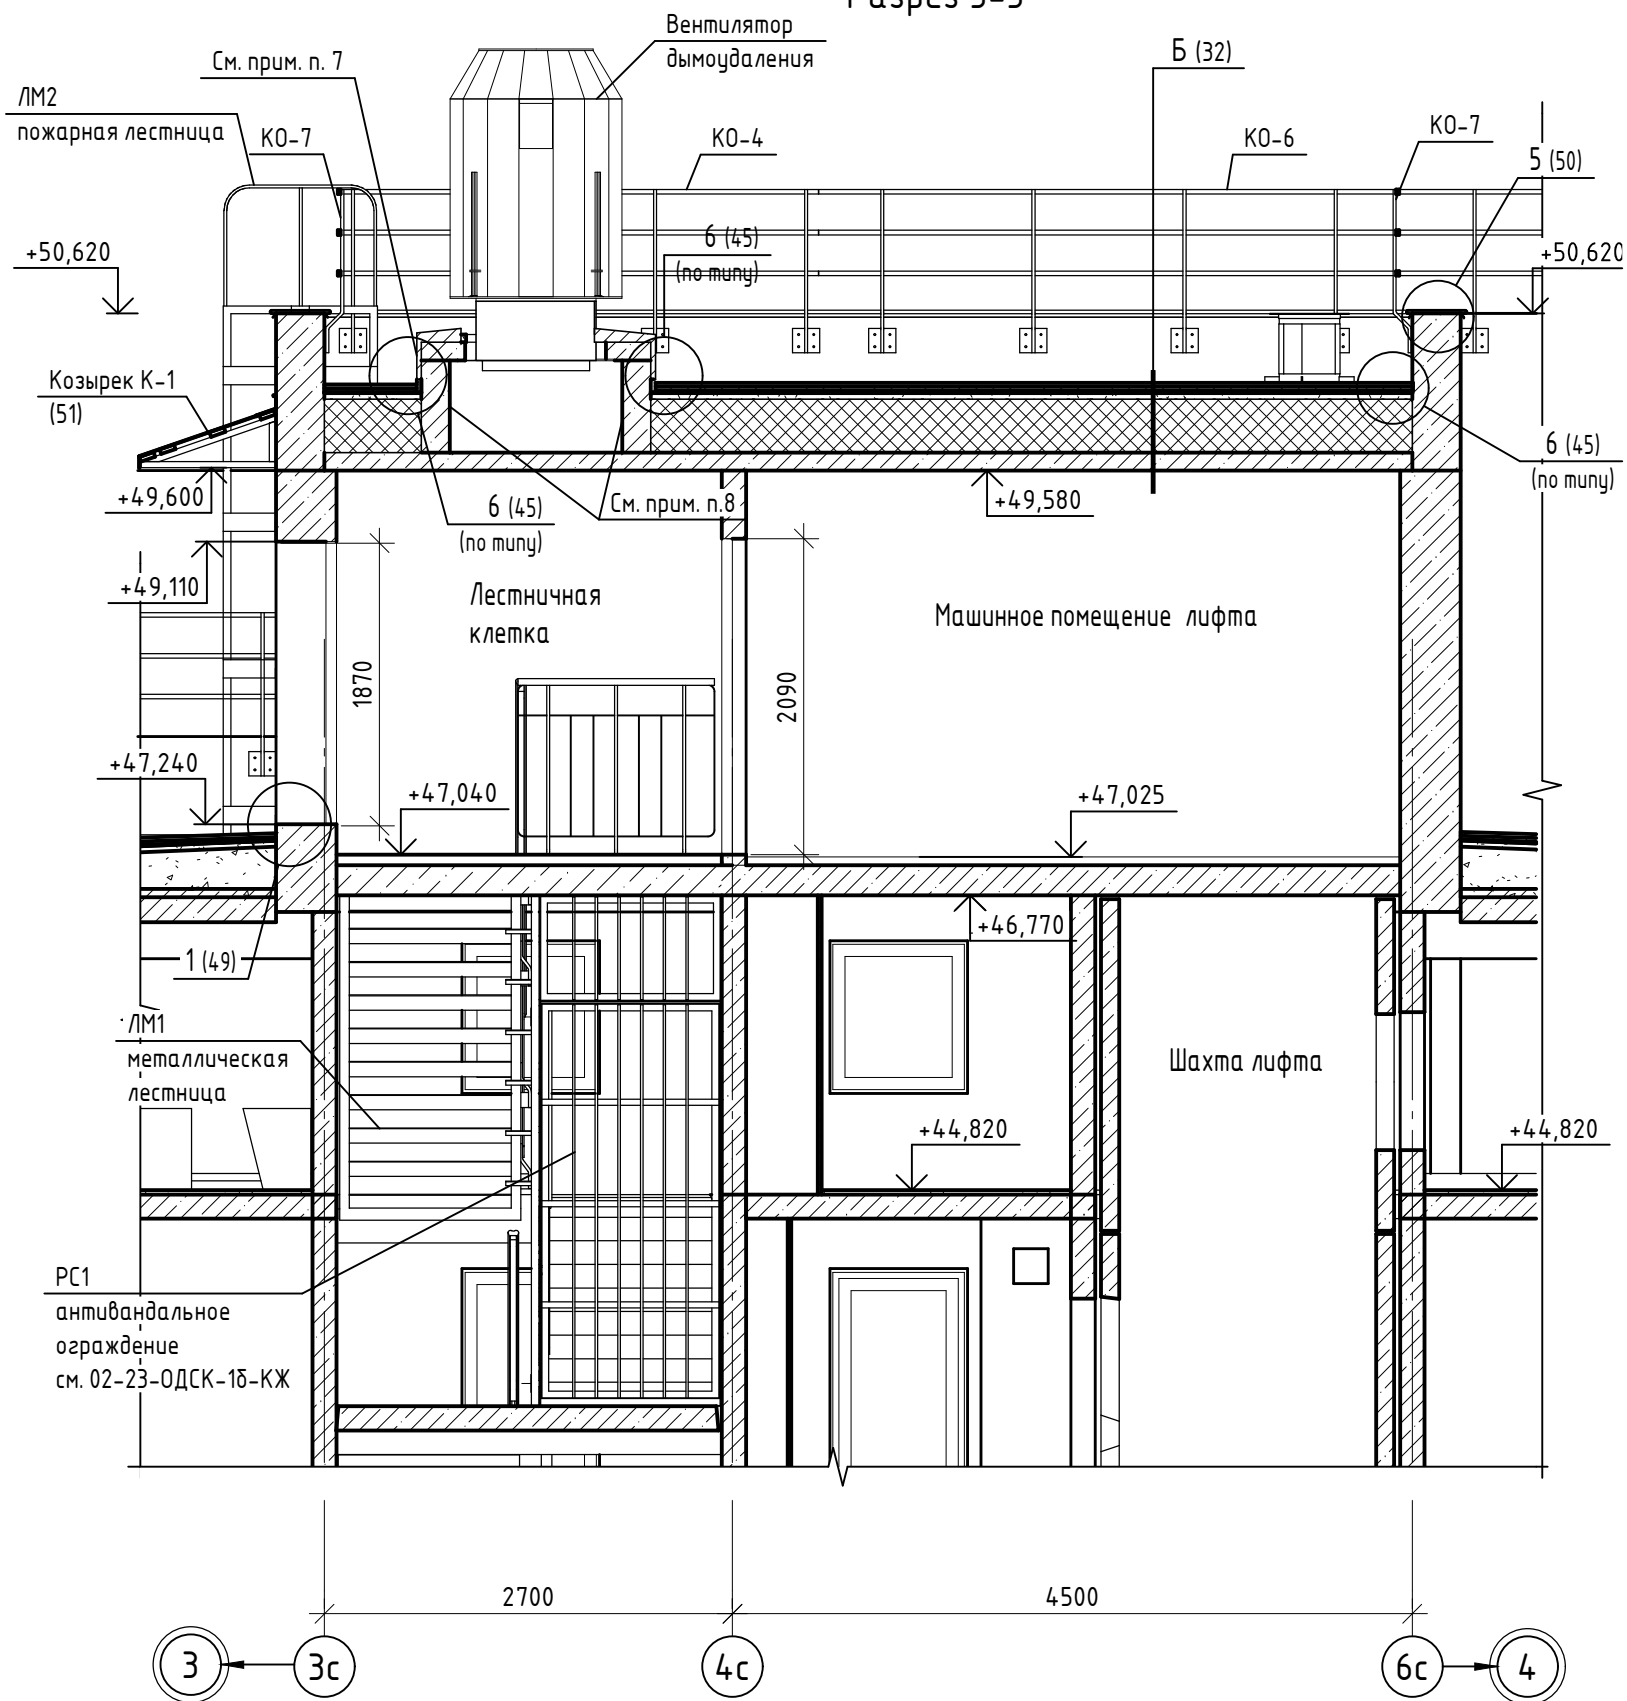 Разрез 3-3
Вентилятор
дымоудаления
См. прим. п. 7
Б (32)
ЛМ2
пожарная лестница
КО-7
КО-4
КО-6
КО-7
5 (50)
+50,620
6 (45)
(по типу)
+50,620
Козырек К-1
(51)
6 (45)
(по типу)
+49,600
6 (45)
(по типу)
См. прим. п.8
+49,580
+49,110
Лестничная
клетка
Машинное помещение лифта
1870
2090
+47,240
+47,040
+47,025
+46,770
1 (49)
ЛМ1
металлическая
лестница
Шахта лифта
+44,820
+44,820
РС1
антивандальное
ограждение
см. 02-23-ОДСК-1б-КЖ
2700
4500
3
3с
4с
6с
4